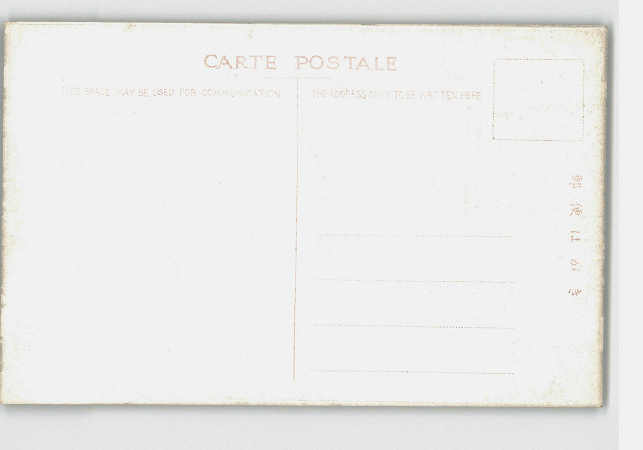 CARTE POSTALE
THIS SPACE MAY BE USED FOR COMMUNICATION
THE ADDRESS ONLY TO BE WRITTEN HERE
郵便はがき